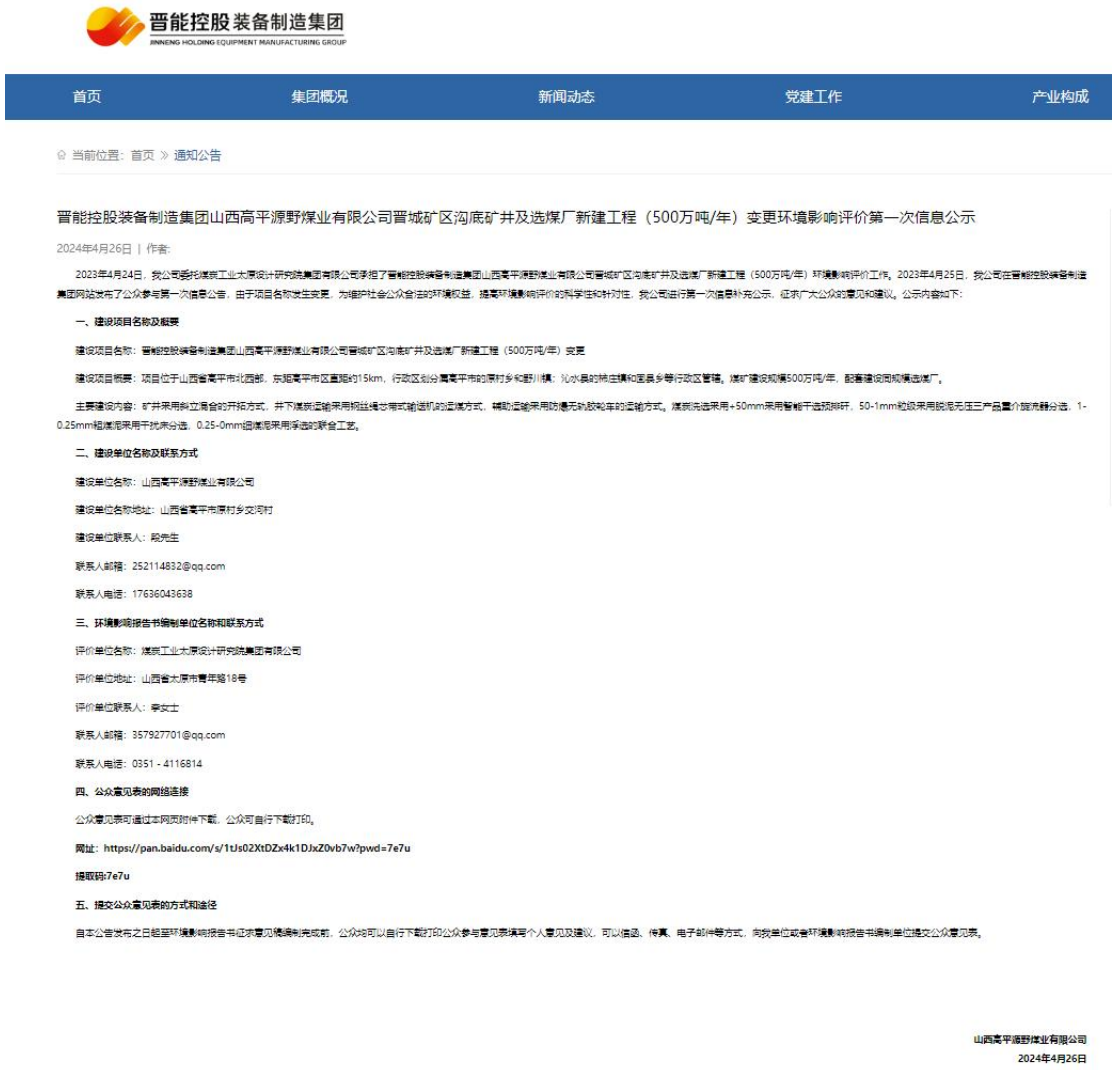 晋能控股装备制造集团
JINNENG HOLDING EQUIPMENT MANUFACTURING GROUP
首页 集团概况 新闻动态 党建工作 产业构成
当前位置：首页 》 通知公告
晋能控股装备制造集团山西高平源野煤业有限公司晋城矿区沟底矿井及选煤厂新建工程（500万吨/年）变更环境影响评价第一次信息公示
2024年4月26日 | 作者:
2023年4月24日，我公司委托煤炭工业太原设计研究院集团有限公司承担了晋能控股装备制造集团山西高平源野煤业有限公司晋城矿区沟底矿井及选煤厂新建工程（500万吨/年）环境影响评价工作。2023年4月25日，我公司在晋能控股装备制造
集团网站发布了公众参与第一次信息公告，由于项目名称发生变更，为维护社会公众合法的环境权益，提高环境影响评价的科学性和针对性，我公司进行第一次信息补充公示，征求广大公众的意见和建议。公示内容如下：
一、建设项目名称及概要
建设项目名称：晋能控股装备制造集团山西高平源野煤业有限公司晋城矿区沟底矿井及选煤厂新建工程（500万吨/年）变更
建设项目概要：项目位于山西省高平市北西部，东距高平市区直距约15km，行政区划分属高平市的原村乡和野川镇；沁水县的柿庄镇和固县乡等行政区管辖。煤矿建设规模500万吨/年，配套建设同规模选煤厂。
主要建设内容：矿井采用斜立混合的开拓方式，井下煤炭运输采用钢丝绳芯带式输送机的运煤方式，辅助运输采用防爆无轨胶轮车的运输方式。煤炭洗选采用+50mm采用智能干选预排矸，50-1mm粒级采用脱泥无压三产品重介旋流器分选，1-
0.25mm粗煤泥采用干扰床分选，0.25-0mm细煤泥采用浮选的联合工艺。
二、建设单位名称及联系方式
建设单位名称：山西高平源野煤业有限公司
建设单位名称地址：山西省高平市原村乡交河村
建设单位联系人：段先生
联系人邮箱：252114832@qq.com
联系人电话：17636043638
三、环境影响报告书编制单位名称和联系方式
评价单位名称：煤炭工业太原设计研究院集团有限公司
评价单位地址：山西省太原市青年路18号
评价单位联系人：李女士
联系人邮箱：357927701@qq.com
联系人电话：0351 - 4116814
四、公众意见表的网络连接
公众意见表可通过本网页附件下载，公众可自行下载打印。
网址：https://pan.baidu.com/s/1tJs02XtDZx4k1DJxZ0vb7w?pwd=7e7u
提取码:7e7u
五、提交公众意见表的方式和途径
自本公告发布之日起至环境影响报告书征求意见稿编制完成前，公众均可以自行下载打印公众参与意见表填写个人意见及建议，可以信函、传真、电子邮件等方式，向我单位或者环境影响报告书编制单位提交公众意见表。
山西高平源野煤业有限公司
2024年4月26日